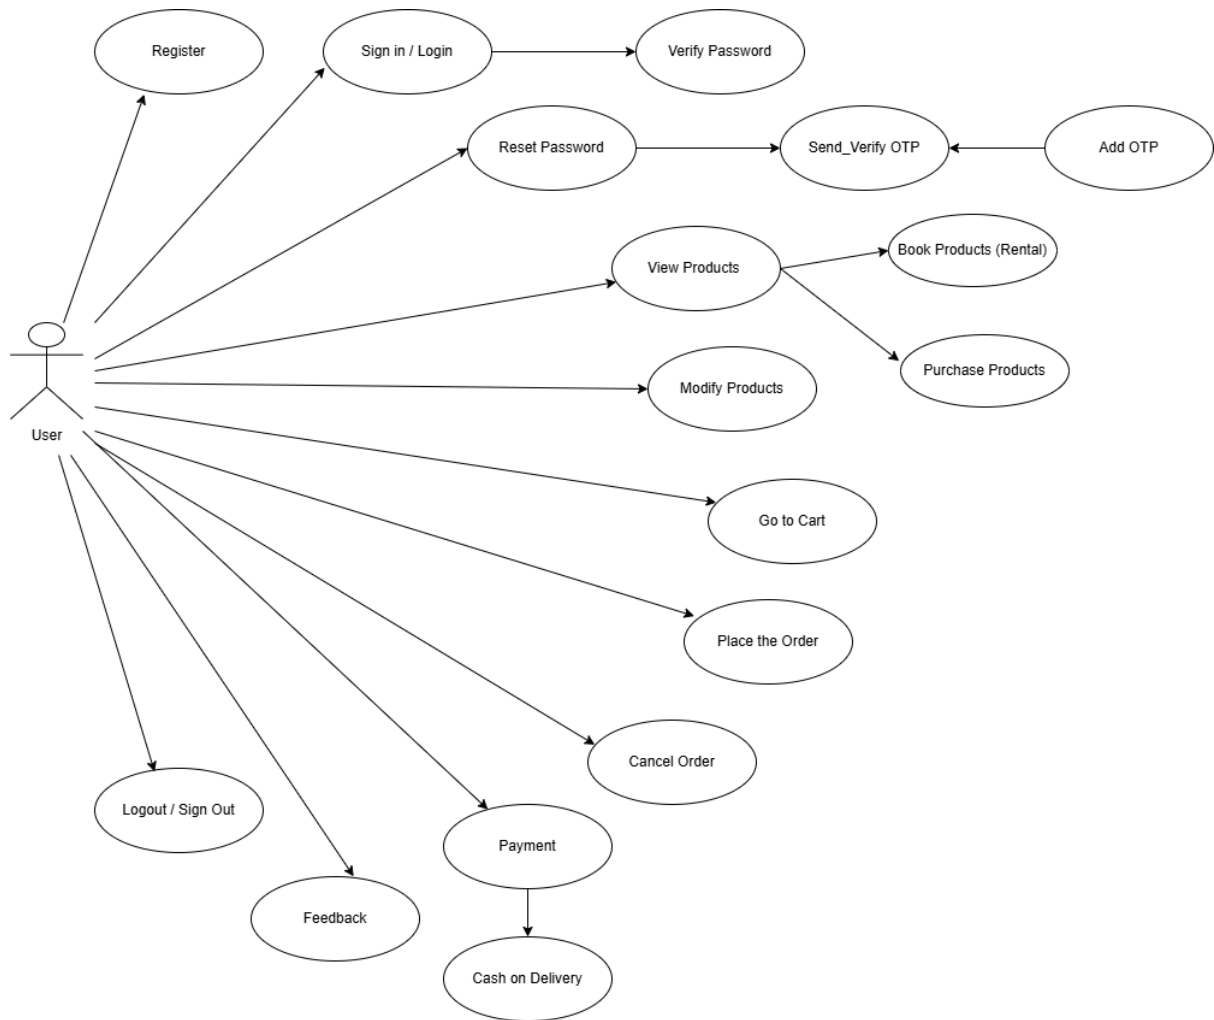 Register
Sign in / Login
Verify Password
Reset Password
Send_Verify OTP
Add OTP
View Products
Book Products (Rental)
Purchase Products
Modify Products
User
Go to Cart
Place the Order
Cancel Order
Logout / Sign Out
Payment
Feedback
Cash on Delivery